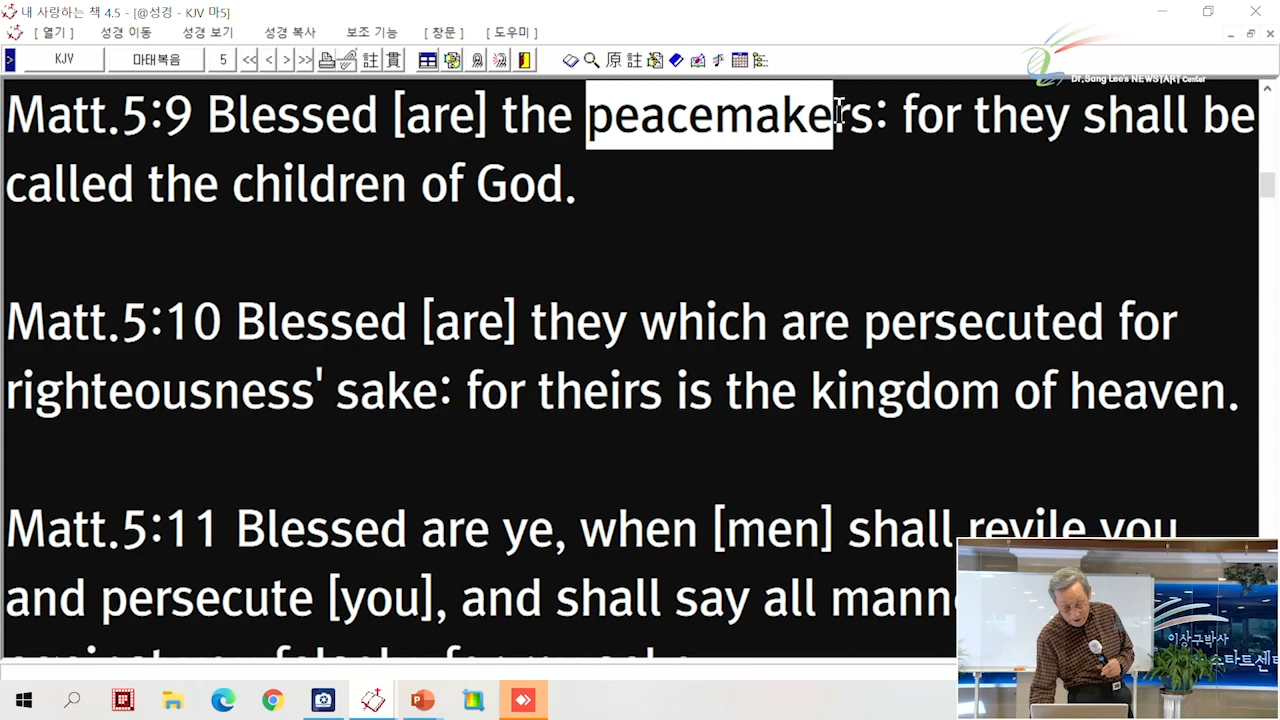 내 사랑하는 책 4.5 - [@성경 - KJV 마5]
[ 열기 ] 성경 이동 성경 보기 성경 복사 보조 기능 [ 창문 ] [ 도우미 ]
> KJV 마태복음 5 << < > >> 註 貫 原 註
Dr.Sang Lee's NEWSTART Center
Matt.5:9 Blessed [are] the peacemakers: for they shall be
called the children of God.
Matt.5:10 Blessed [are] they which are persecuted for
righteousness' sake: for theirs is the kingdom of heaven.
Matt.5:11 Blessed are ye, when [men] shall revile you
and persecute [you], and shall say all mann
이상구박사
스타트센터